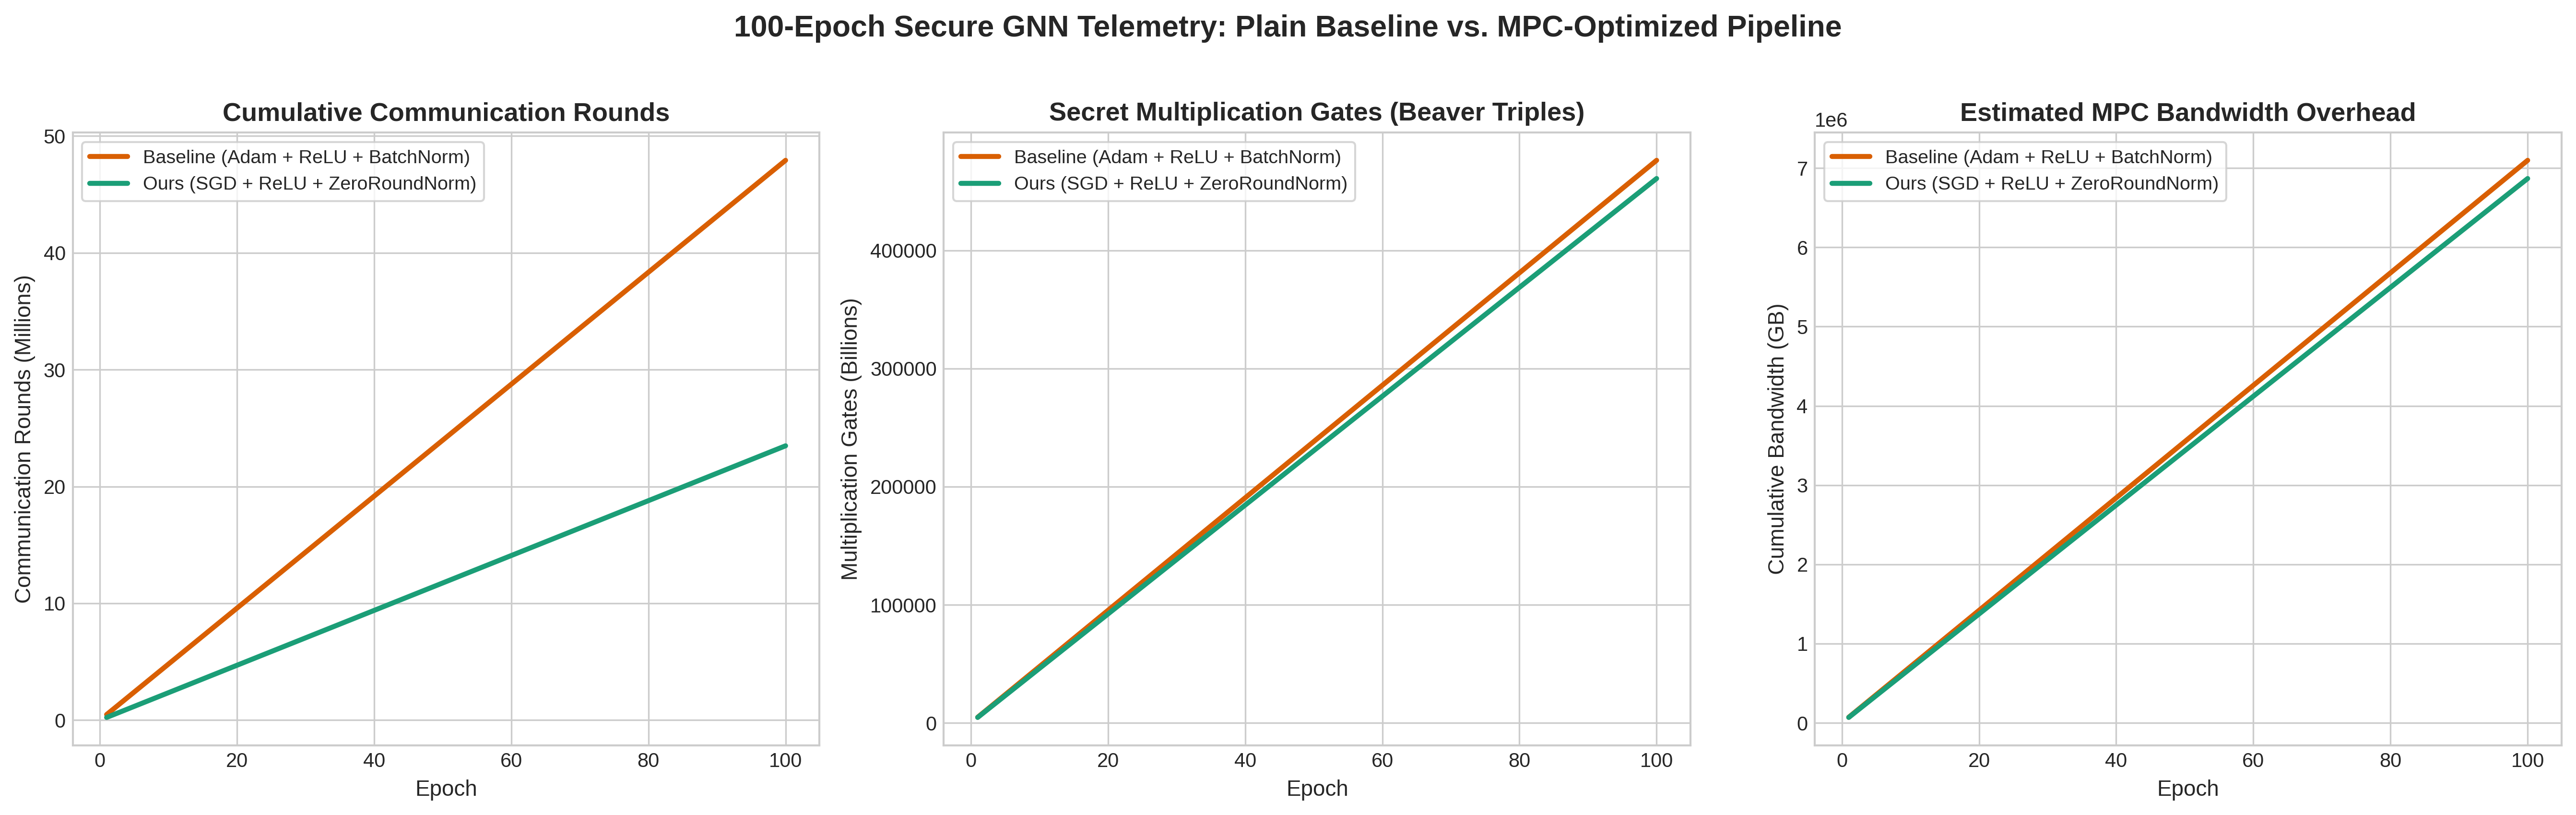 100-Epoch Secure GNN Telemetry: Plain Baseline vs. MPC-Optimized Pipeline
Cumulative Communication Rounds
Baseline (Adam + ReLU + BatchNorm)
Ours (SGD + ReLU + ZeroRoundNorm)
Communication Rounds (Millions)
50
40
30
20
10
0
0 20 40 60 80 100
Epoch
Secret Multiplication Gates (Beaver Triples)
Baseline (Adam + ReLU + BatchNorm)
Ours (SGD + ReLU + ZeroRoundNorm)
Multiplication Gates (Billions)
400000
300000
200000
100000
0
0 20 40 60 80 100
Epoch
Estimated MPC Bandwidth Overhead
1e6
Baseline (Adam + ReLU + BatchNorm)
Ours (SGD + ReLU + ZeroRoundNorm)
Cumulative Bandwidth (GB)
7
6
5
4
3
2
1
0
0 20 40 60 80 100
Epoch